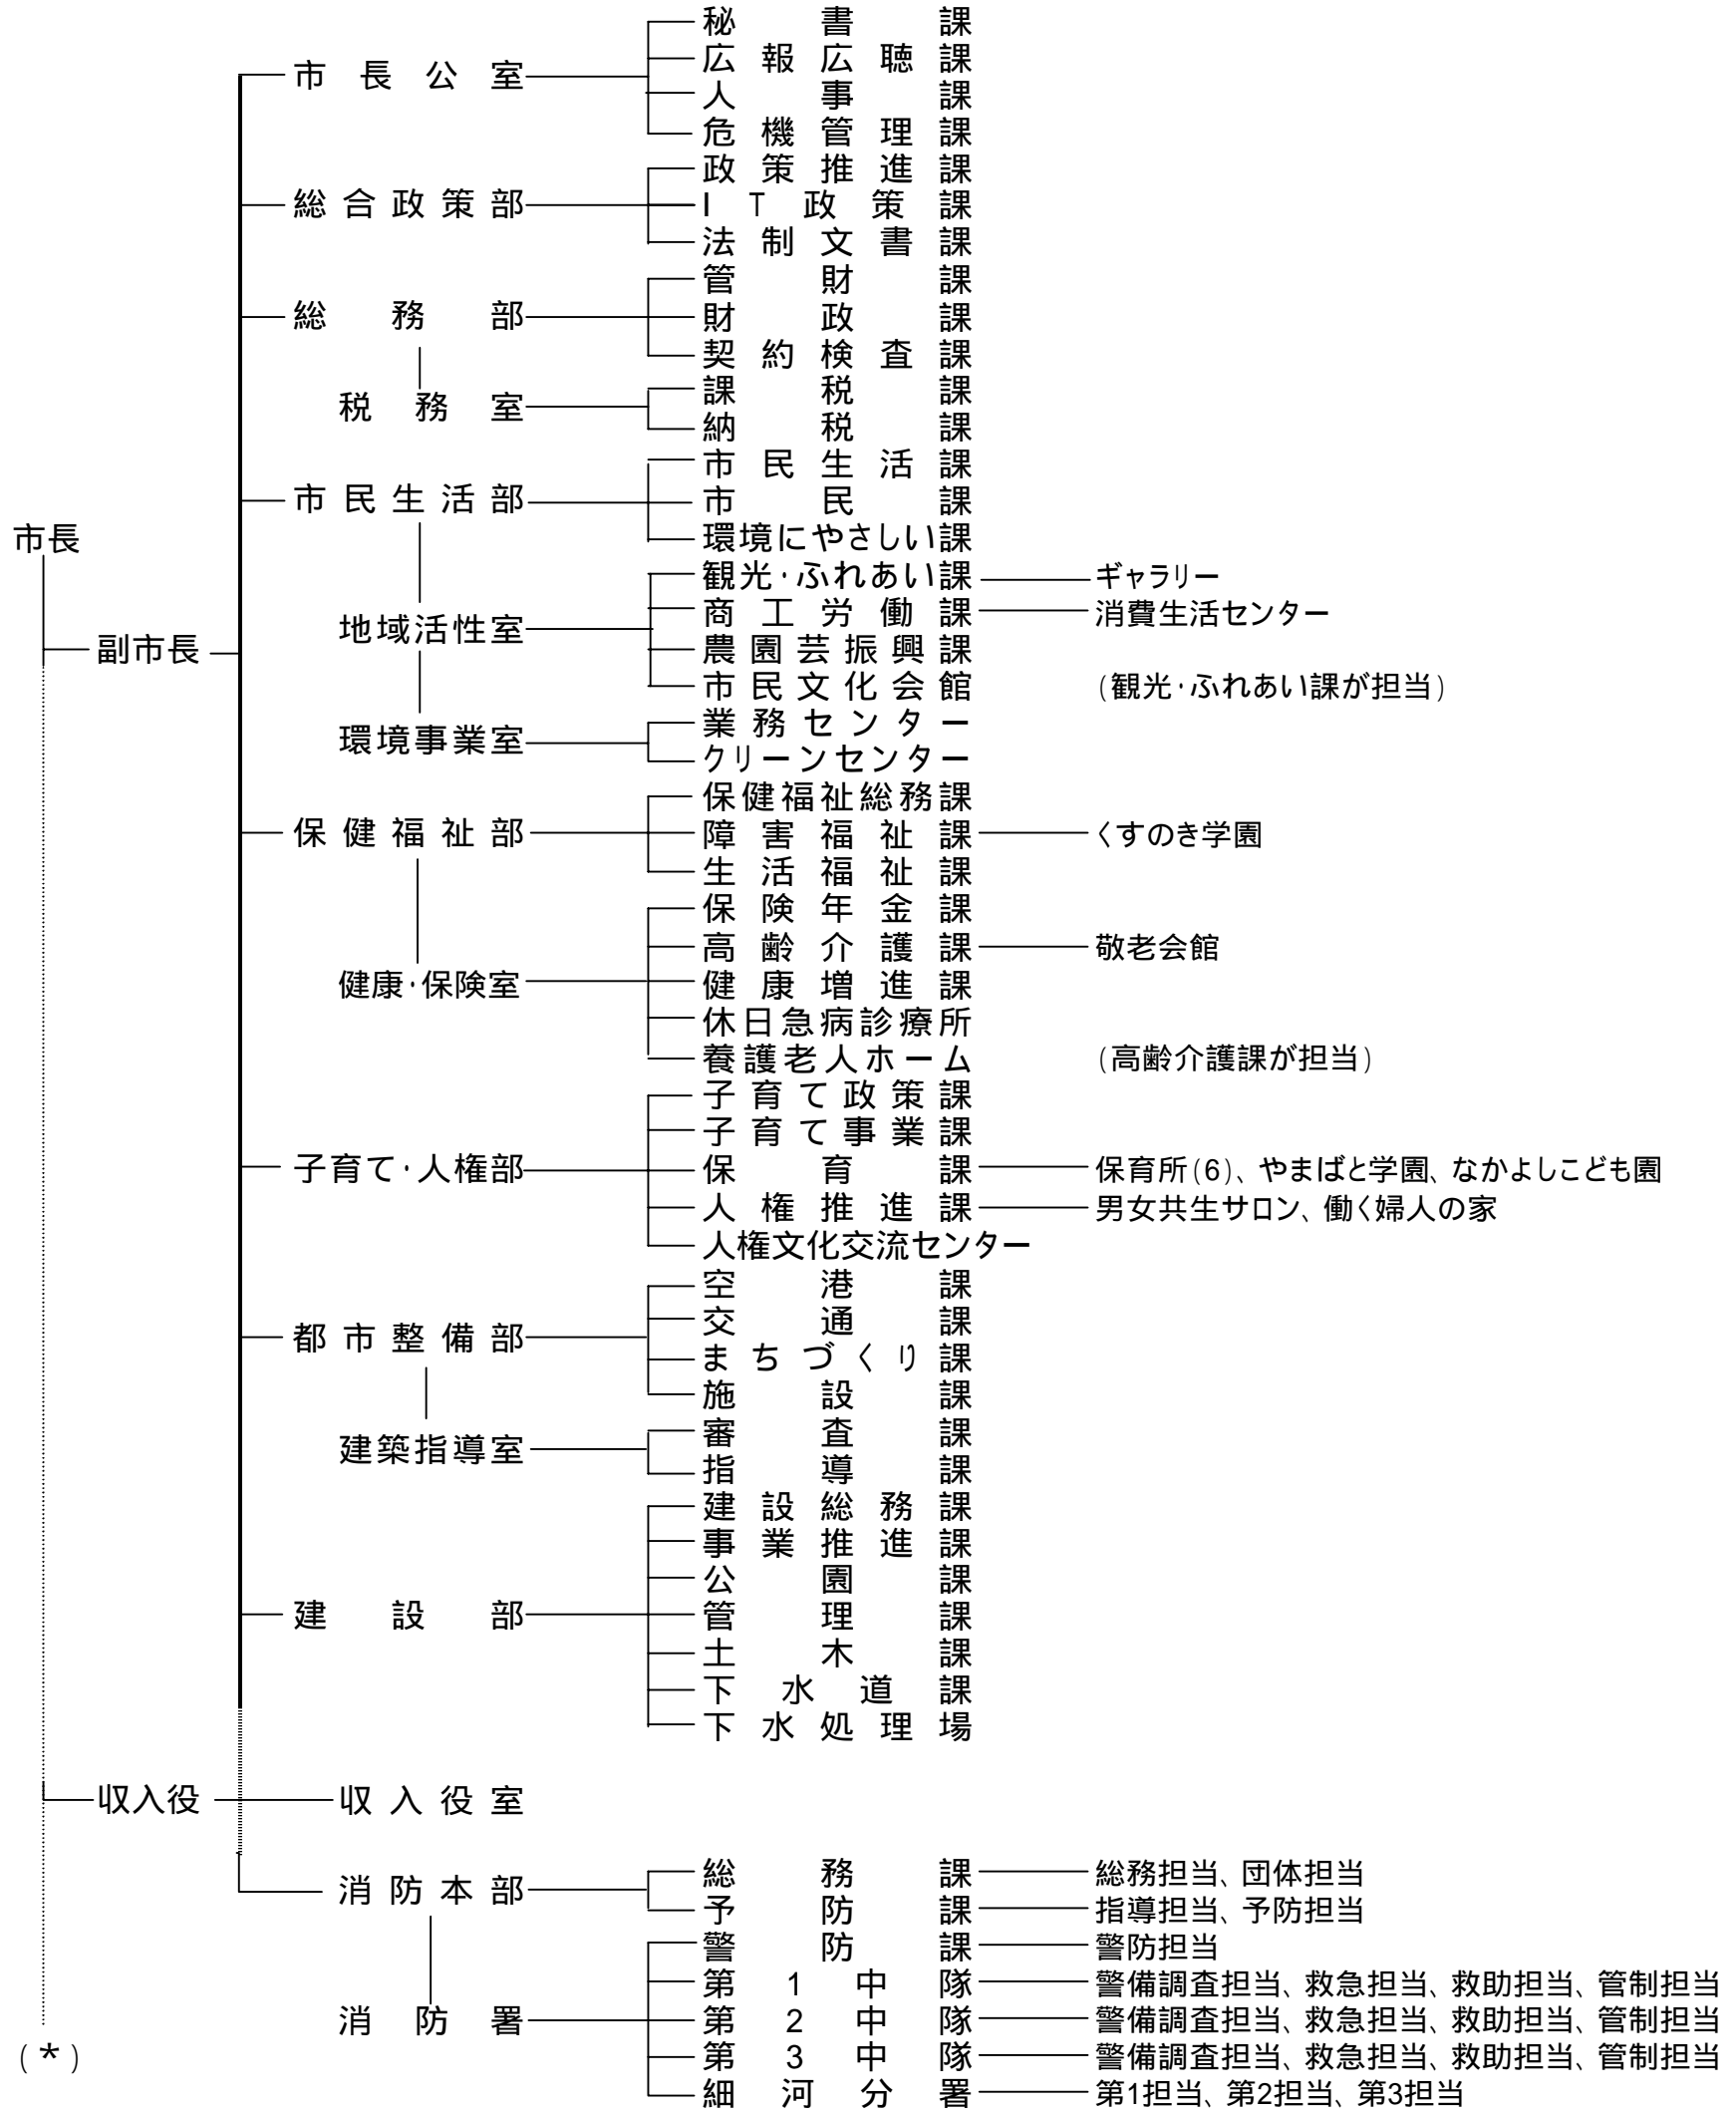 秘書課
広報広聴課
市長公室
人事課
危機管理課
政策推進課
総合政策部 IT政策課
法制文書課
管財課
総務部 財政課
契約検査課
課税課
税務室
納税課
市民生活課
市民生活部 市民課
市長
環境にやさしい課
観光・ふれあい課 ギャラリー
商工労働課 消費生活センター
地域活性室
副市長 農園芸振興課
市民文化会館 (観光・ふれあい課が担当)
業務センター
環境事業室
クリーンセンター
保健福祉総務課
保健福祉部 障害福祉課 くすのき学園
生活福祉課
保険年金課
高齢介護課 敬老会館
健康・保険室 健康増進課
休日急病診療所
養護老人ホーム (高齢介護課が担当)
子育て政策課
子育て事業課
子育て・人権部 保育課 保育所(6)、やまばと学園、なかよしこども園
人権推進課 男女共生サロン、働く婦人の家
人権文化交流センター
空港課
都市整備部 交通課
まちづくり課
施設課
審査課
建築指導室
指導課
建設総務課
事業推進課
公園課
建設部 管理課
土木課
下水道課
下水処理場
収入役 収入役室
総務課 総務担当、団体担当
消防本部
予防課 指導担当、予防担当
警防課 警防担当
第1中隊 警備調査担当、救急担当、救助担当、管制担当
消防署 第2中隊 警備調査担当、救急担当、救助担当、管制担当
(*) 第3中隊 警備調査担当、救急担当、救助担当、管制担当
細河分署 第1担当、第2担当、第3担当